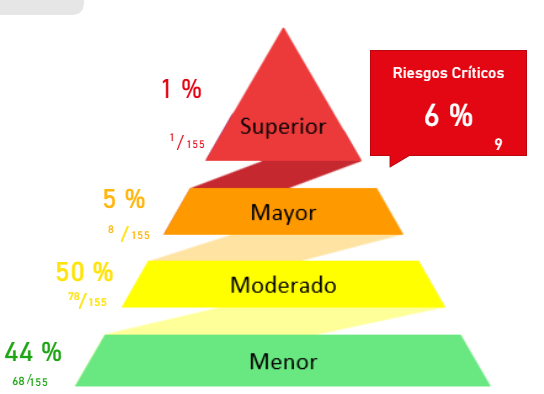 Riesgos Críticos
6 %
9
1 %
1/155
Superior
5 %
8/155
Mayor
50 %
78/155
Moderado
44 %
68/155
Menor